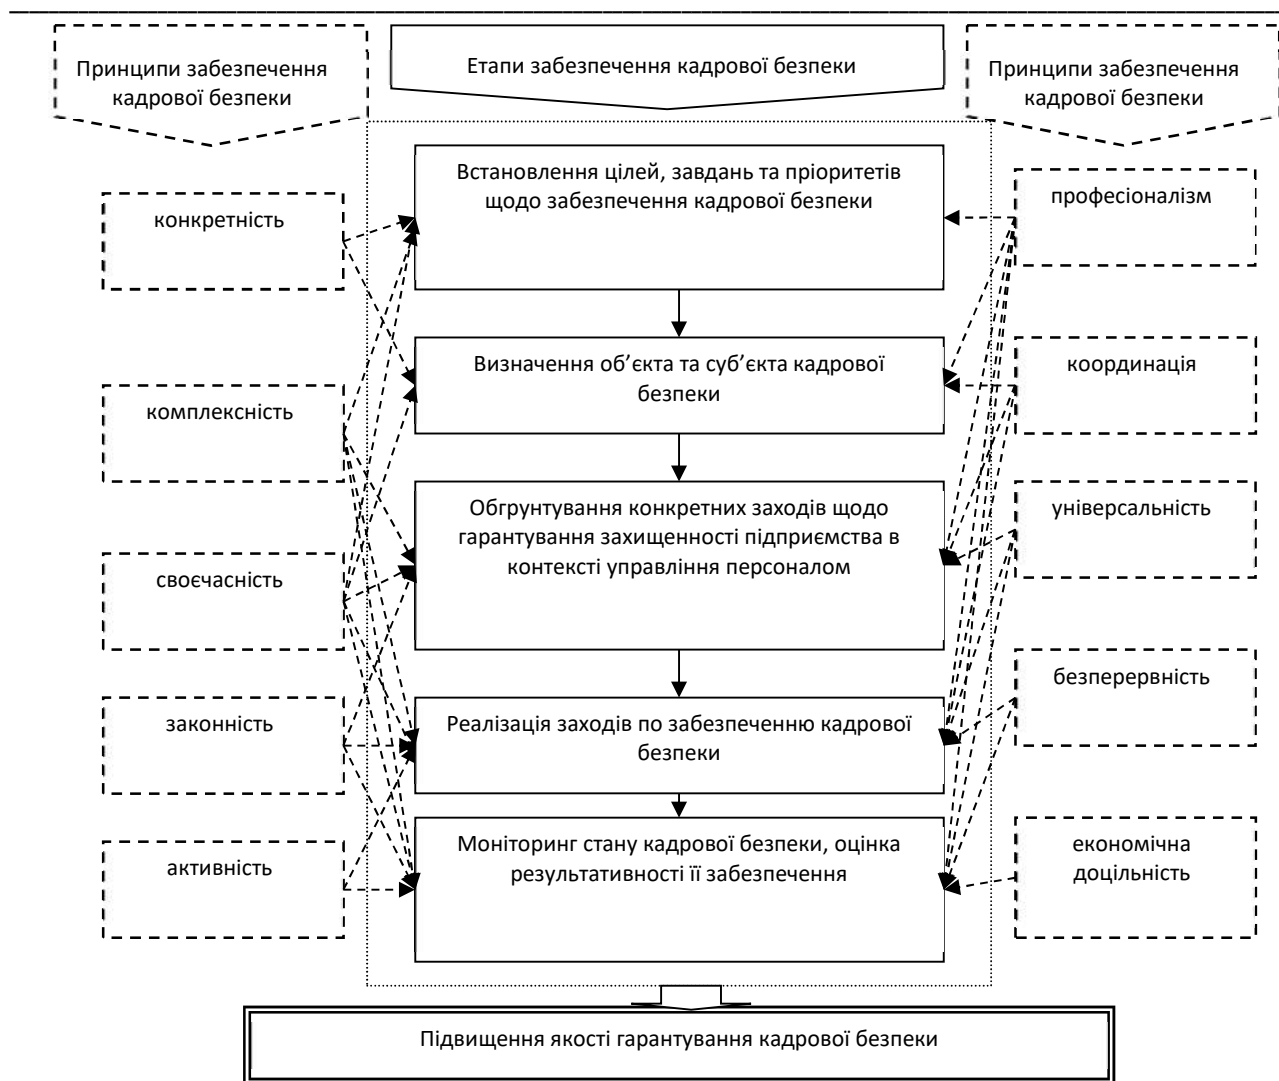 Принципи забезпечення
кадрової безпеки
Етапи забезпечення кадрової безпеки
Принципи забезпечення
кадрової безпеки
Встановлення цілей, завдань та пріоритетів
щодо забезпечення кадрової безпеки
конкретність
професіоналізм
Визначення об’єкта та суб’єкта кадрової
безпеки
комплексність
координація
Обгрунтування конкретних заходів щодо
гарантування захищенності підприємства в
контексті управління персоналом
своєчасність
універсальність
законність
Реалізація заходів по забезпеченню кадрової
безпеки
безперервність
активність
Моніторинг стану кадрової безпеки, оцінка
результативності її забезпечення
економічна
доцільність
Підвищення якості гарантування кадрової безпеки